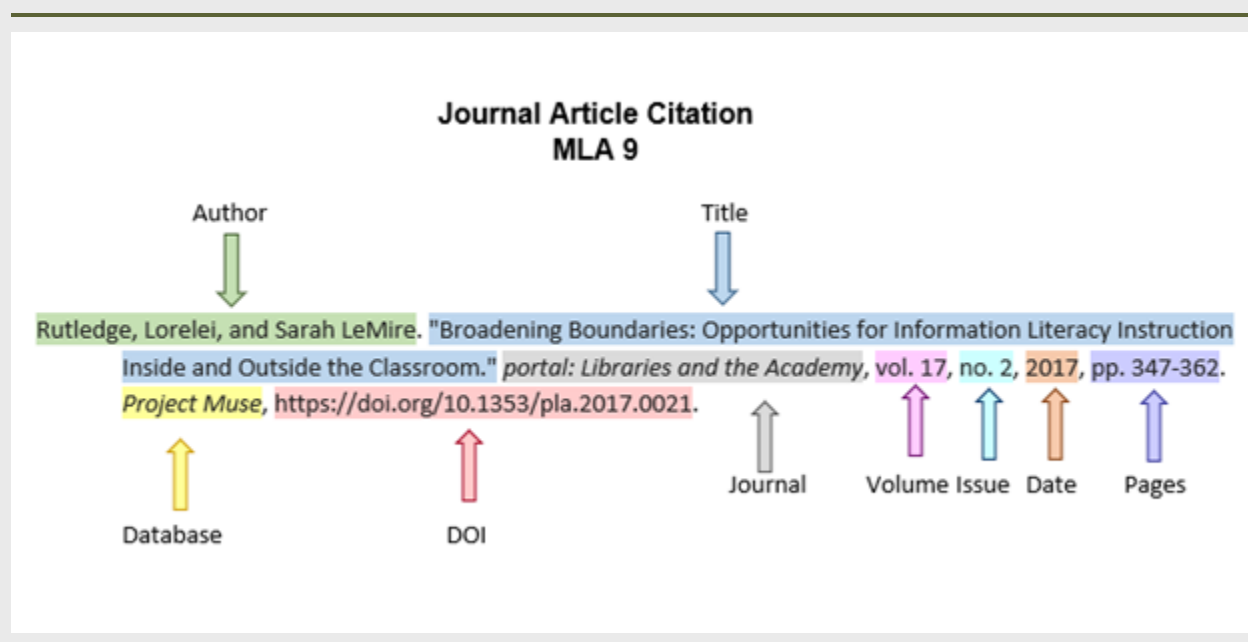 Journal Article Citation
MLA 9
Author
Title
Rutledge, Lorelei, and Sarah LeMire. "Broadening Boundaries: Opportunities for Information Literacy Instruction
Inside and Outside the Classroom." portal: Libraries and the Academy, vol. 17, no. 2, 2017, pp. 347-362.
Project Muse, https://doi.org/10.1353/pla.2017.0021.
Journal
Volume
Issue
Date
Pages
Database
DOI